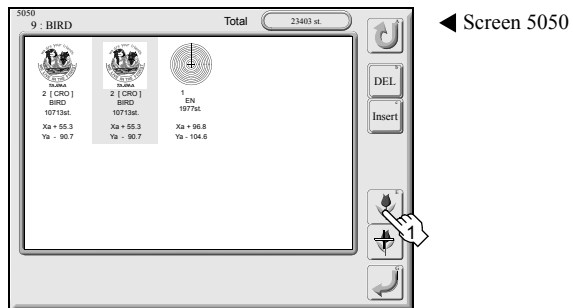 5050
9 : BIRD
Total
23403 st.
◀ Screen 5050
2 [ CRO ]
BIRD
10713st.
Xa + 55.3
Ya - 90.7
2 [ CRO ]
BIRD
10713st.
Xa + 55.3
Ya - 90.7
1
EN
1977st.
Xa + 96.8
Ya - 104.6
DEL
Insert
1